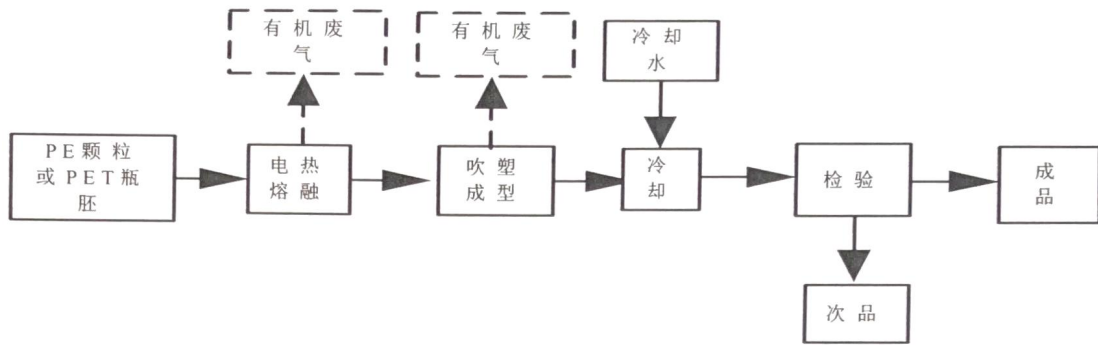 有机废
气
有机废
气
冷却
水
PE颗粒
或PET瓶
胚
电热
熔融
吹塑
成型
冷
却
检验
成
品
次品